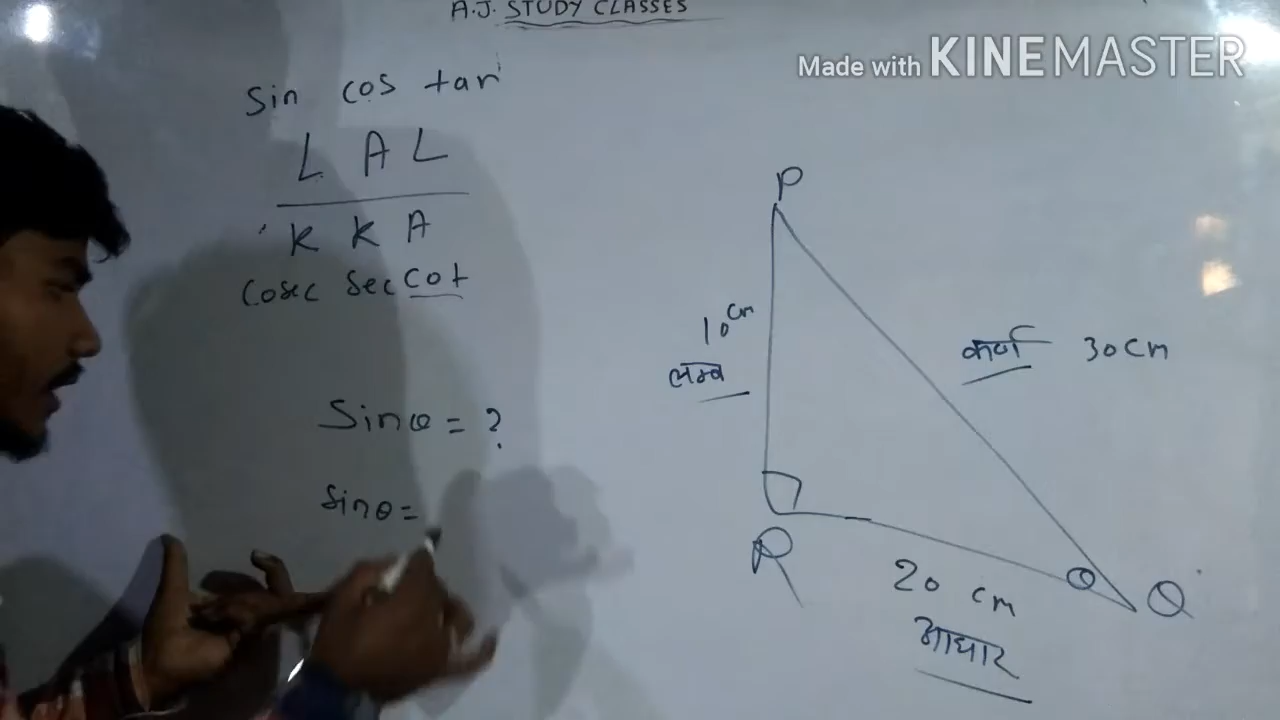 A.J. STUDY CLASSES
Made with KINEMASTER
Sin cos tan
L A L
K K A
Cosec Sec Cot
Sinθ = ?
Sinθ =
P
10 cm
लम्ब
कर्ण 30 cm
R
θ
Q
20 cm
आधार